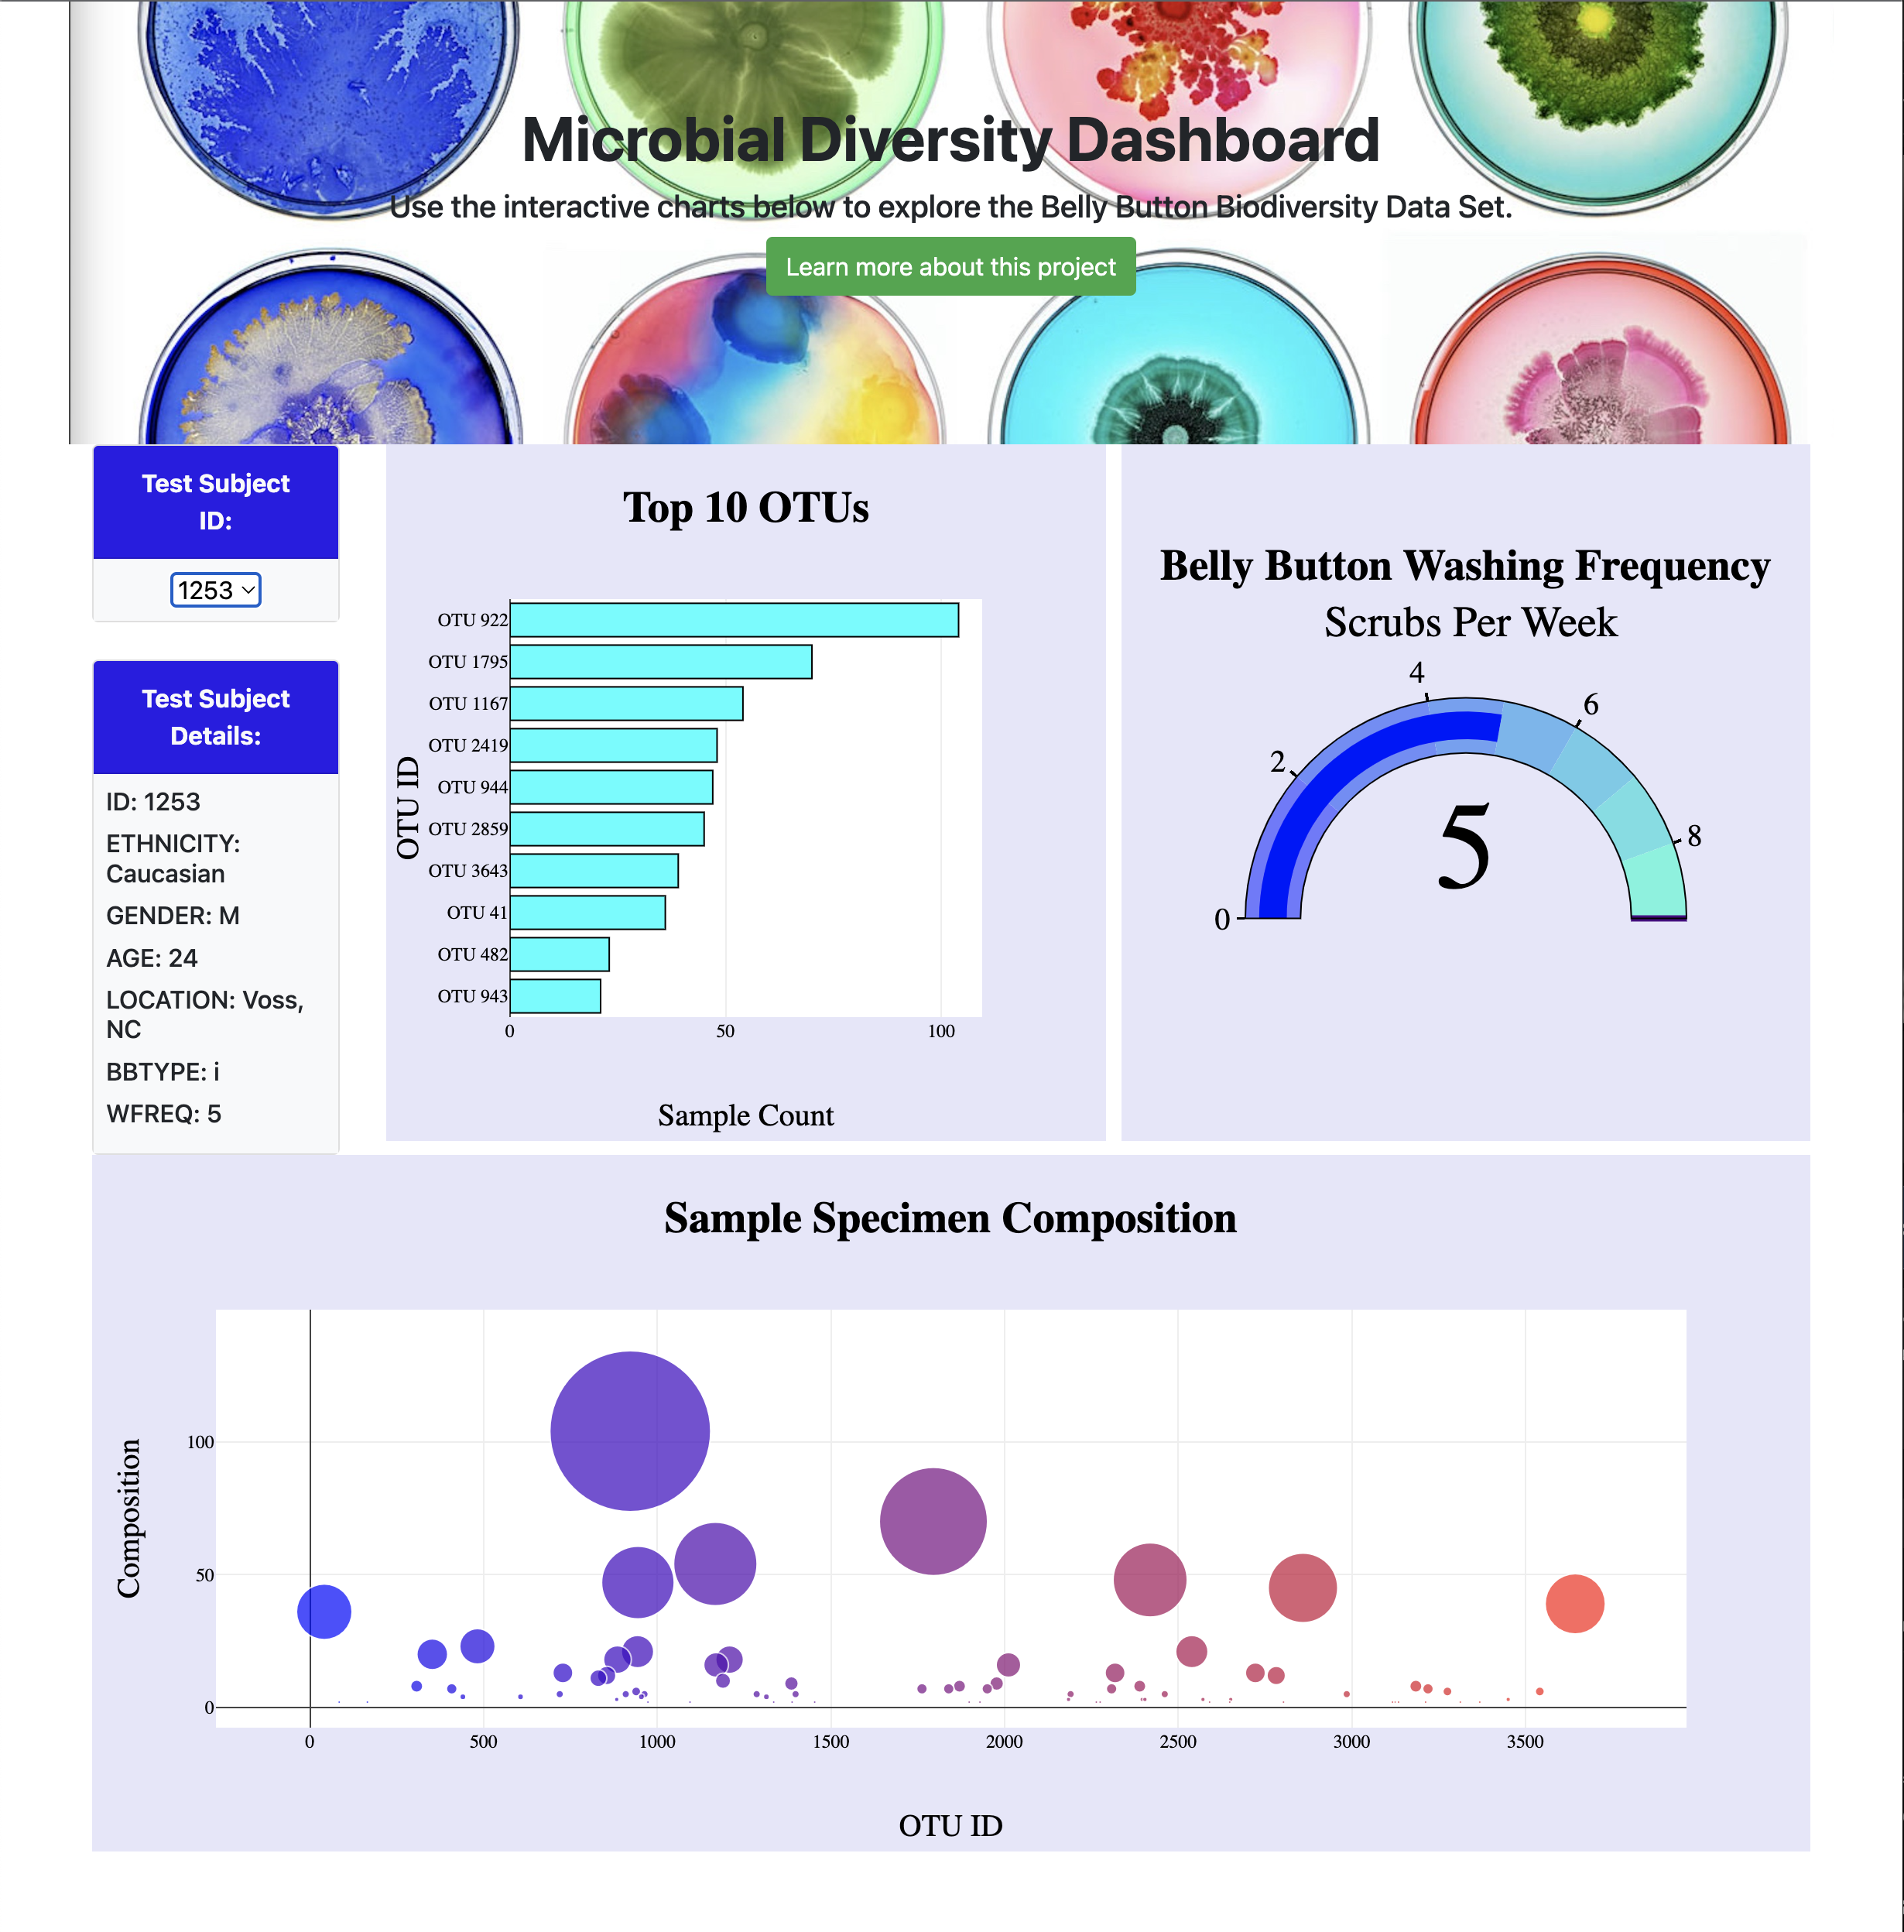 Microbial Diversity Dashboard
Use the interactive charts below to explore the Belly Button Biodiversity Data Set.
Learn more about this project
Test Subject
ID:
1253
Test Subject
Details:
ID: 1253
ETHNICITY:
Caucasian
GENDER: M
AGE: 24
LOCATION: Voss,
NC
BBTYPE: i
WFREQ: 5
Top 10 OTUs
OTU ID
OTU 922
OTU 1795
OTU 1167
OTU 2419
OTU 944
OTU 2859
OTU 3643
OTU 41
OTU 482
OTU 943
0 50 100
Sample Count
Belly Button Washing Frequency
Scrubs Per Week
0
2
4
6
8
5
Sample Specimen Composition
Composition
100
50
0
0 500 1000 1500 2000 2500 3000 3500
OTU ID